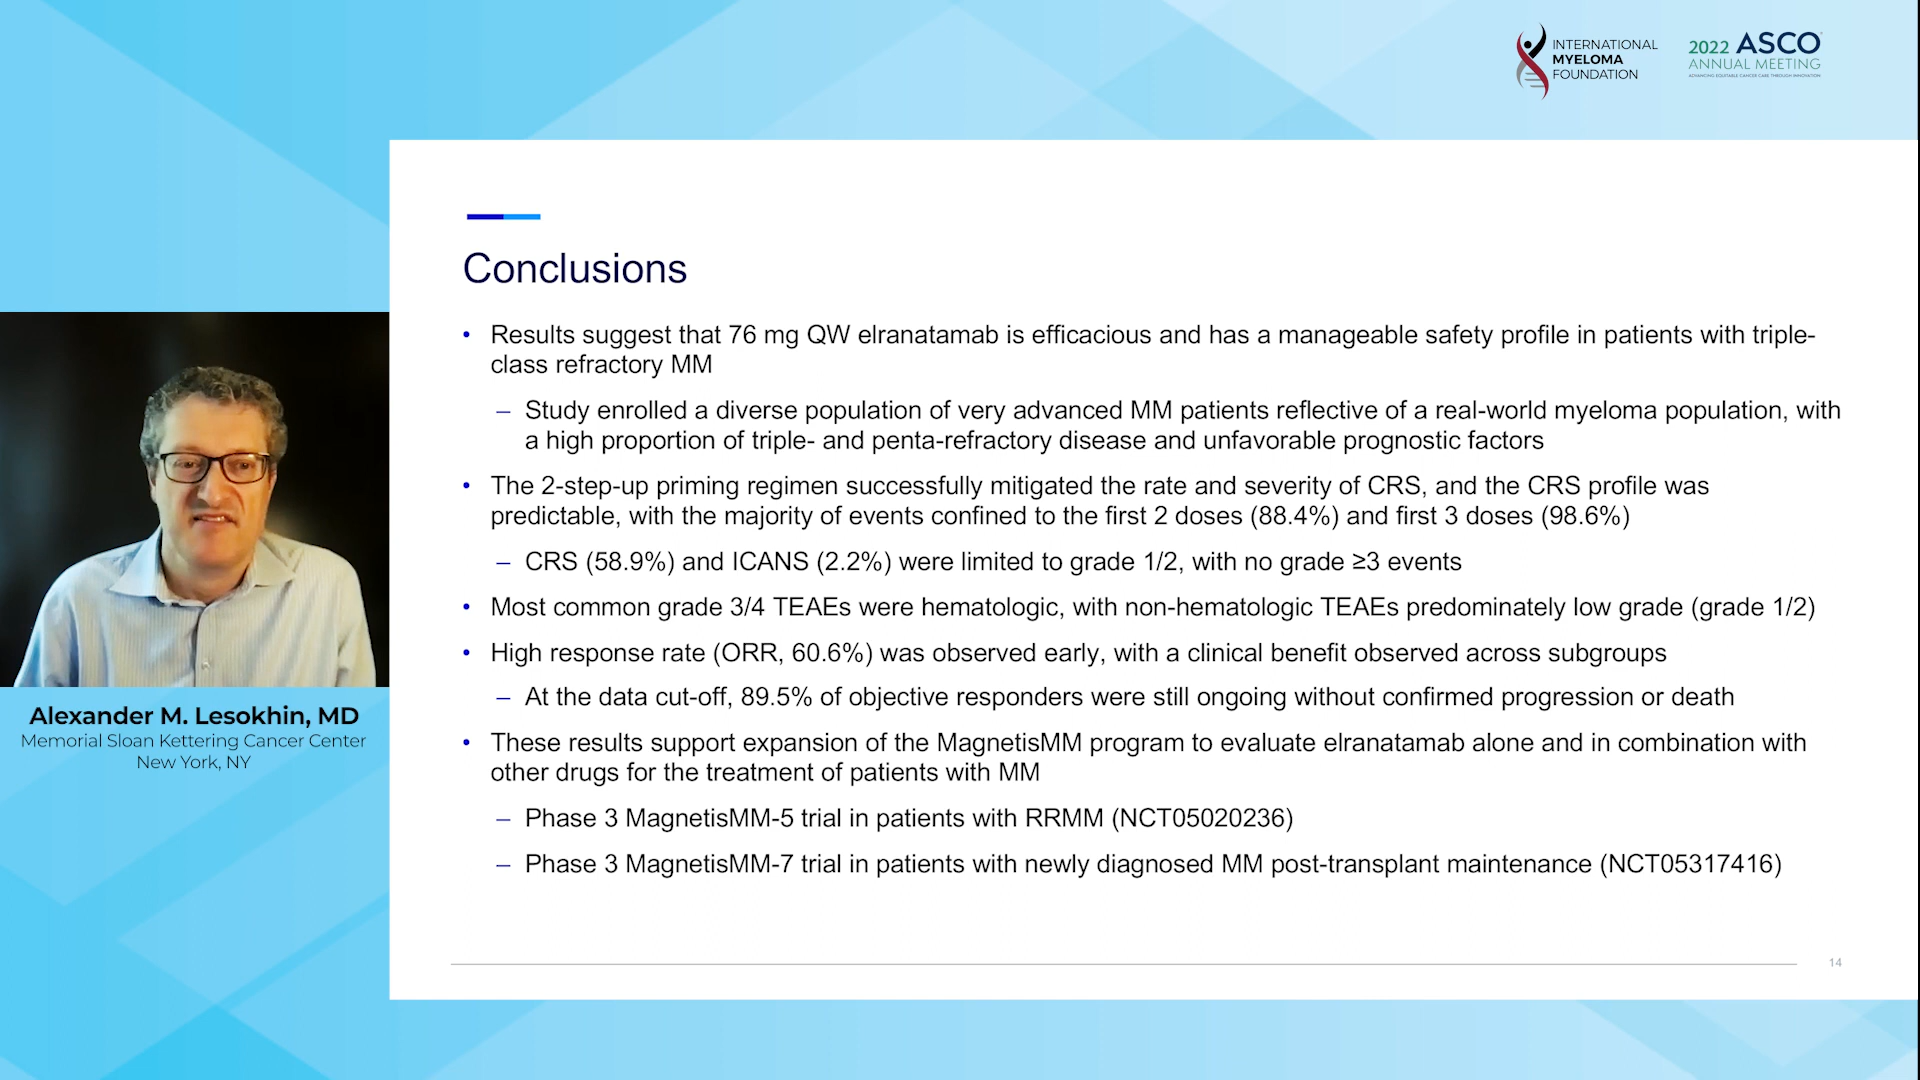 INTERNATIONAL
MYELOMA
FOUNDATION
2022 ASCO
ANNUAL MEETING
ADVANCING EQUITABLE CANCER CARE THROUGH INNOVATION
Conclusions
• Results suggest that 76 mg QW elranatamab is efficacious and has a manageable safety profile in patients with triple-
class refractory MM
– Study enrolled a diverse population of very advanced MM patients reflective of a real-world myeloma population, with
a high proportion of triple- and penta-refractory disease and unfavorable prognostic factors
• The 2-step-up priming regimen successfully mitigated the rate and severity of CRS, and the CRS profile was
predictable, with the majority of events confined to the first 2 doses (88.4%) and first 3 doses (98.6%)
– CRS (58.9%) and ICANS (2.2%) were limited to grade 1/2, with no grade ≥3 events
• Most common grade 3/4 TEAEs were hematologic, with non-hematologic TEAEs predominately low grade (grade 1/2)
• High response rate (ORR, 60.6%) was observed early, with a clinical benefit observed across subgroups
– At the data cut-off, 89.5% of objective responders were still ongoing without confirmed progression or death
• These results support expansion of the MagnetisMM program to evaluate elranatamab alone and in combination with
other drugs for the treatment of patients with MM
– Phase 3 MagnetisMM-5 trial in patients with RRMM (NCT05020236)
– Phase 3 MagnetisMM-7 trial in patients with newly diagnosed MM post-transplant maintenance (NCT05317416)
14
Alexander M. Lesokhin, MD
Memorial Sloan Kettering Cancer Center
New York, NY